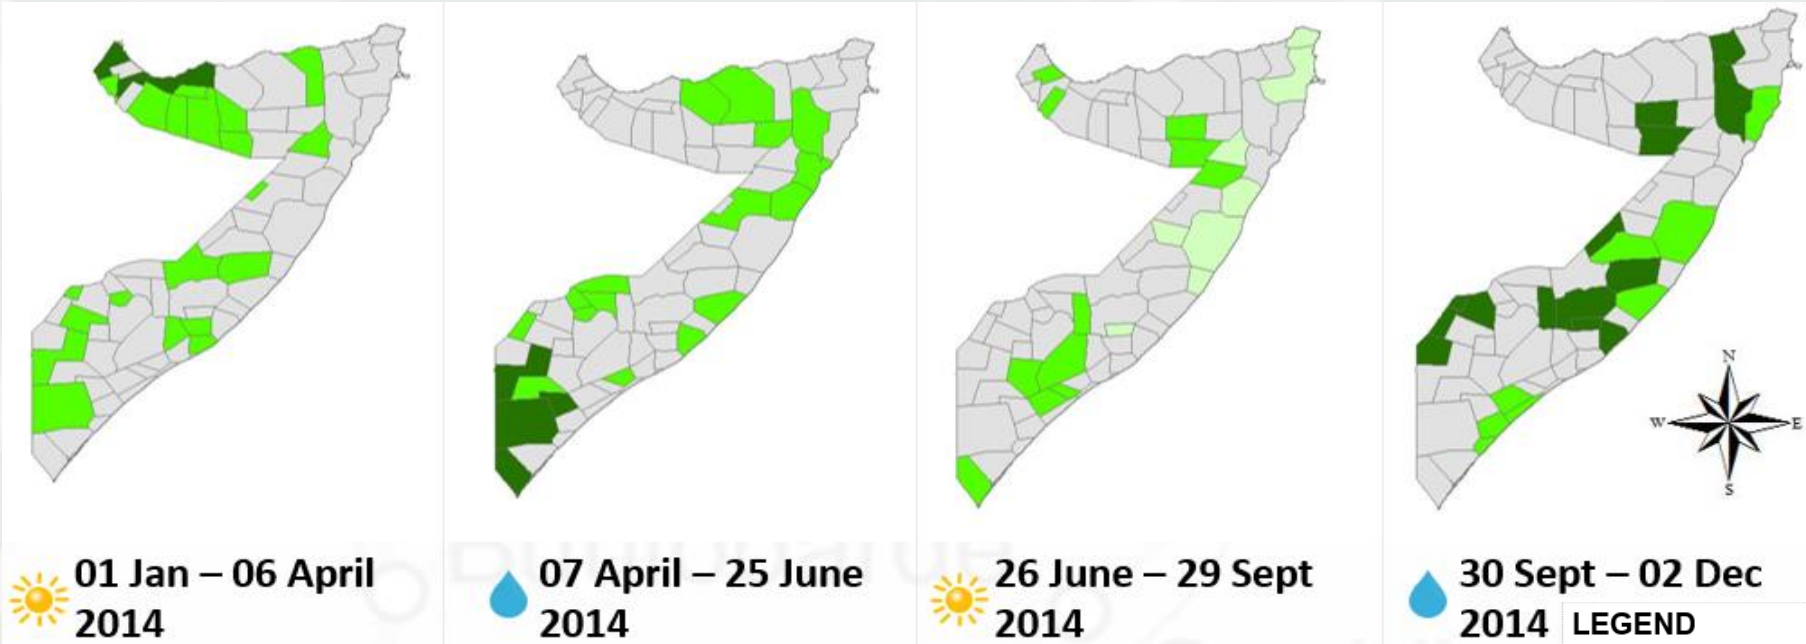 N
W
E
S
01 Jan – 06 April
2014
07 April – 25 June
2014
26 June – 29 Sept
2014
30 Sept – 02 Dec
2014
LEGEND